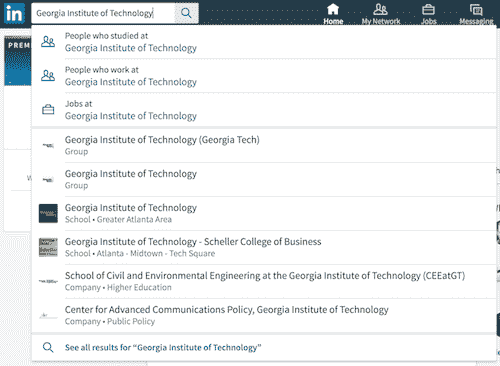 in
Georgia Institute of Technology
Home
My Network
Jobs
Messaging
PREM
People who studied at
Georgia Institute of Technology
People who work at
Georgia Institute of Technology
Jobs at
Georgia Institute of Technology
Georgia Institute of Technology (Georgia Tech)
Group
Georgia Institute of Technology
Group
Georgia Institute of Technology
School • Greater Atlanta Area
Georgia Institute of Technology - Scheller College of Business
School • Atlanta - Midtown - Tech Square
School of Civil and Environmental Engineering at the Georgia Institute of Technology (CEEatGT)
Company • Higher Education
Center for Advanced Communications Policy, Georgia Institute of Technology
Company • Public Policy
See all results for “Georgia Institute of Technology”